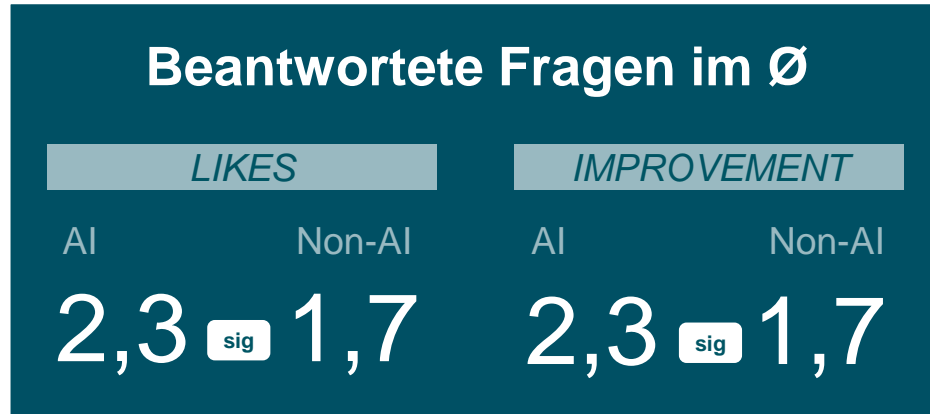 Beantwortete Fragen im Ø
LIKES
IMPROVEMENT
AI Non-AI
AI Non-AI
2,3 sig 1,7
2,3 sig 1,7